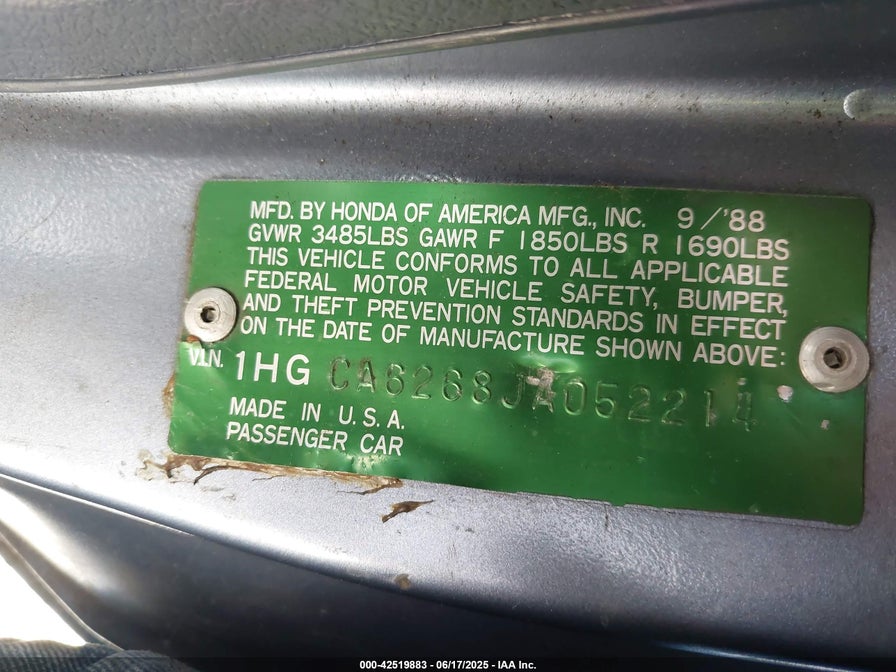 MFD. BY HONDA OF AMERICA MFG., INC. 9/'88
GVWR 3485LBS GAWR F 1850LBS R 1690LBS
THIS VEHICLE CONFORMS TO ALL APPLICABLE
FEDERAL MOTOR VEHICLE SAFETY, BUMPER,
AND THEFT PREVENTION STANDARDS IN EFFECT
ON THE DATE OF MANUFACTURE SHOWN ABOVE:
V.I.N. 1HG CA6268JA052214
MADE IN U.S.A.
PASSENGER CAR
000-42519883 - 06/17/2025 - IAA Inc.